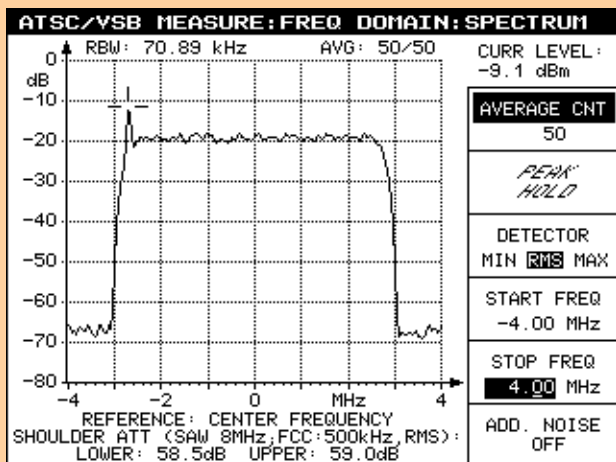 ATSC/VSB MEASURE:FREQ DOMAIN:SPECTRUM
RBW: 70.89 kHz AVG: 50/50
CURR LEVEL:
-9.1 dBm
0
dB
-10
-20
-30
-40
-50
-60
-70
-80
-4 -2 0 MHz 4
REFERENCE: CENTER FREQUENCY
SHOULDER ATT (SAW 8MHz;FCC:500kHz,RMS):
LOWER: 58.5dB UPPER: 59.0dB
AVERAGE CNT
50
PEAK
HOLD
DETECTOR
MIN RMS MAX
START FREQ
-4.00 MHz
STOP FREQ
4.00 MHz
ADD. NOISE
OFF